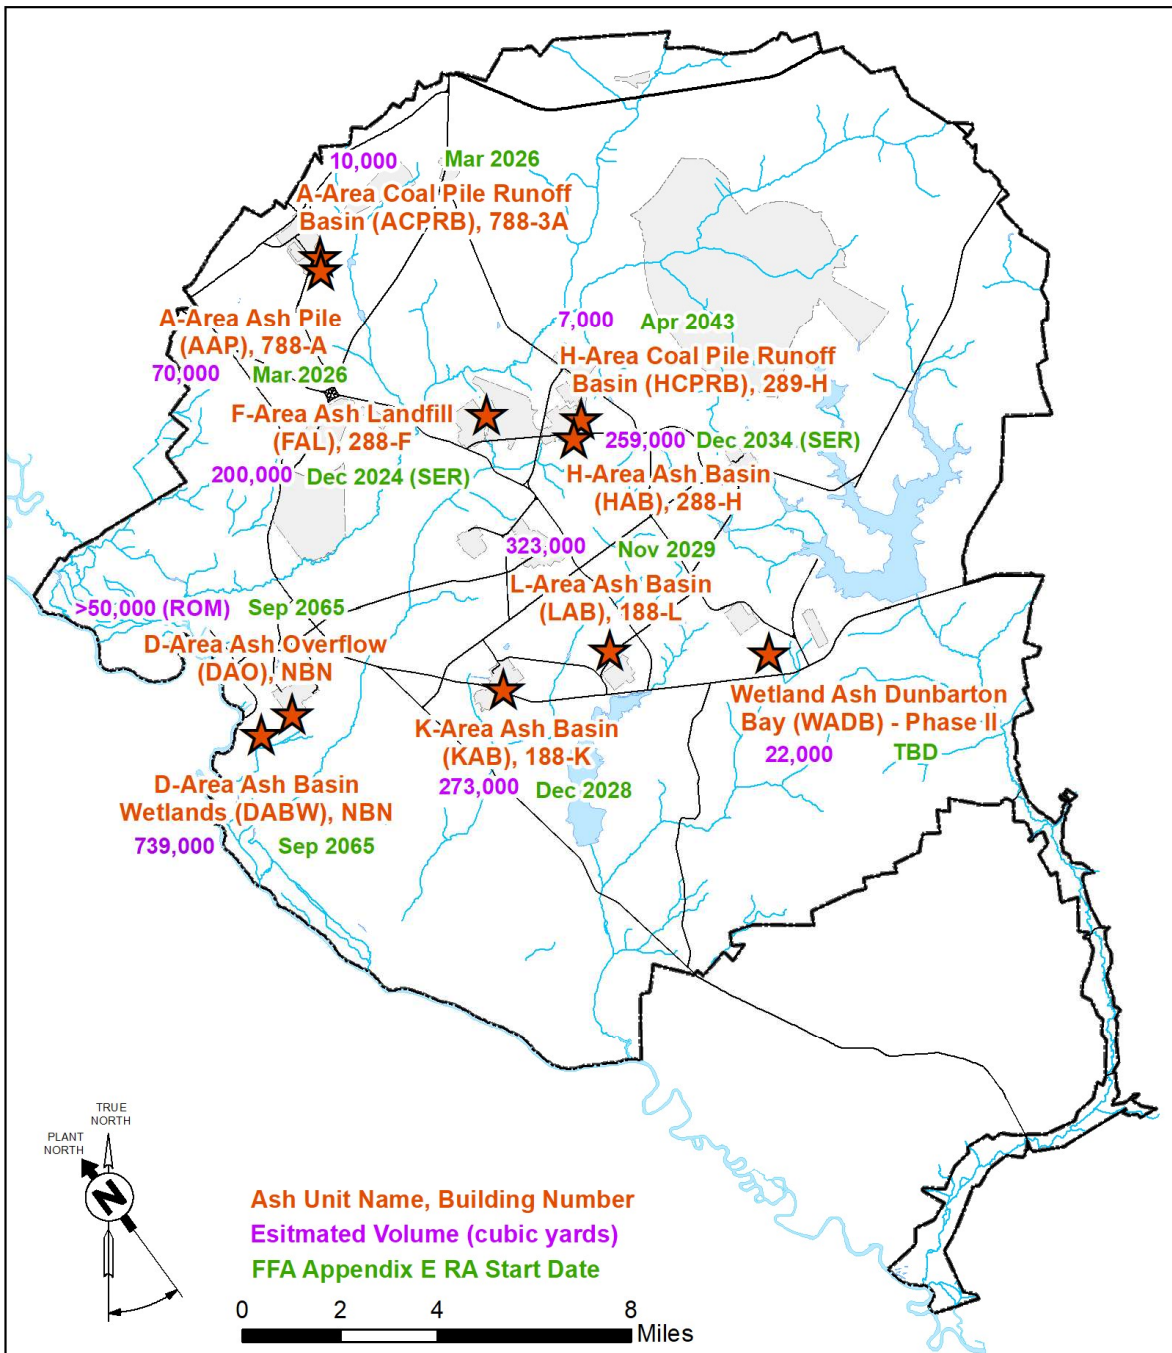 10,000 Mar 2026
A-Area Coal Pile Runoff
Basin (ACPRB), 788-3A
A-Area Ash Pile
(AAP), 788-A
70,000 Mar 2026
7,000 Apr 2043
H-Area Coal Pile Runoff
Basin (HCPRB), 289-H
F-Area Ash Landfill
(FAL), 288-F
200,000 Dec 2024 (SER)
259,000 Dec 2034 (SER)
H-Area Ash Basin
(HAB), 288-H
323,000 Nov 2029
L-Area Ash Basin
(LAB), 188-L
>50,000 (ROM) Sep 2065
D-Area Ash Overflow
(DAO), NBN
Wetland Ash Dunbarton
Bay (WADB) - Phase II
22,000 TBD
K-Area Ash Basin
(KAB), 188-K
273,000 Dec 2028
D-Area Ash Basin
Wetlands (DABW), NBN
739,000 Sep 2065
TRUE
NORTH
PLANT
NORTH
N
Ash Unit Name, Building Number
Esitmated Volume (cubic yards)
FFA Appendix E RA Start Date
0 2 4 8
Miles